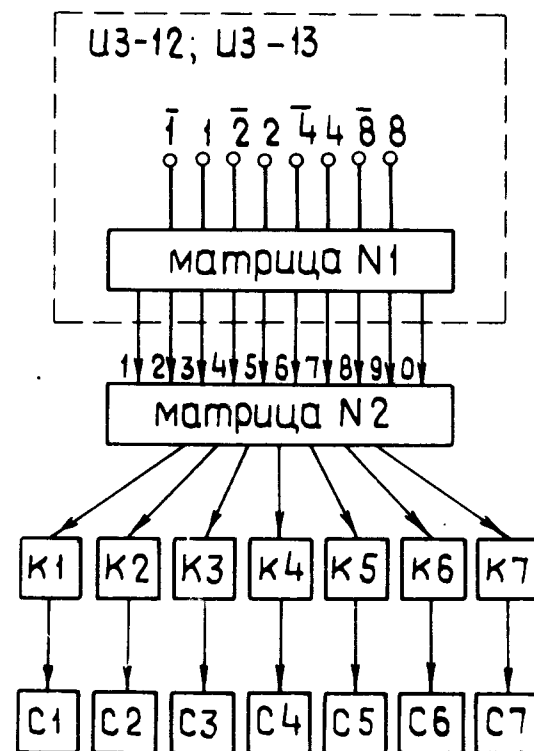 ИЗ-12; ИЗ-13
1̅ 1 2̅ 2 4̅ 4 8̅ 8
матрица N1
1 2 3 4 5 6 7 8 9 0
матрица N2
К1 К2 К3 К4 К5 К6 К7
С1 С2 С3 С4 С5 С6 С7